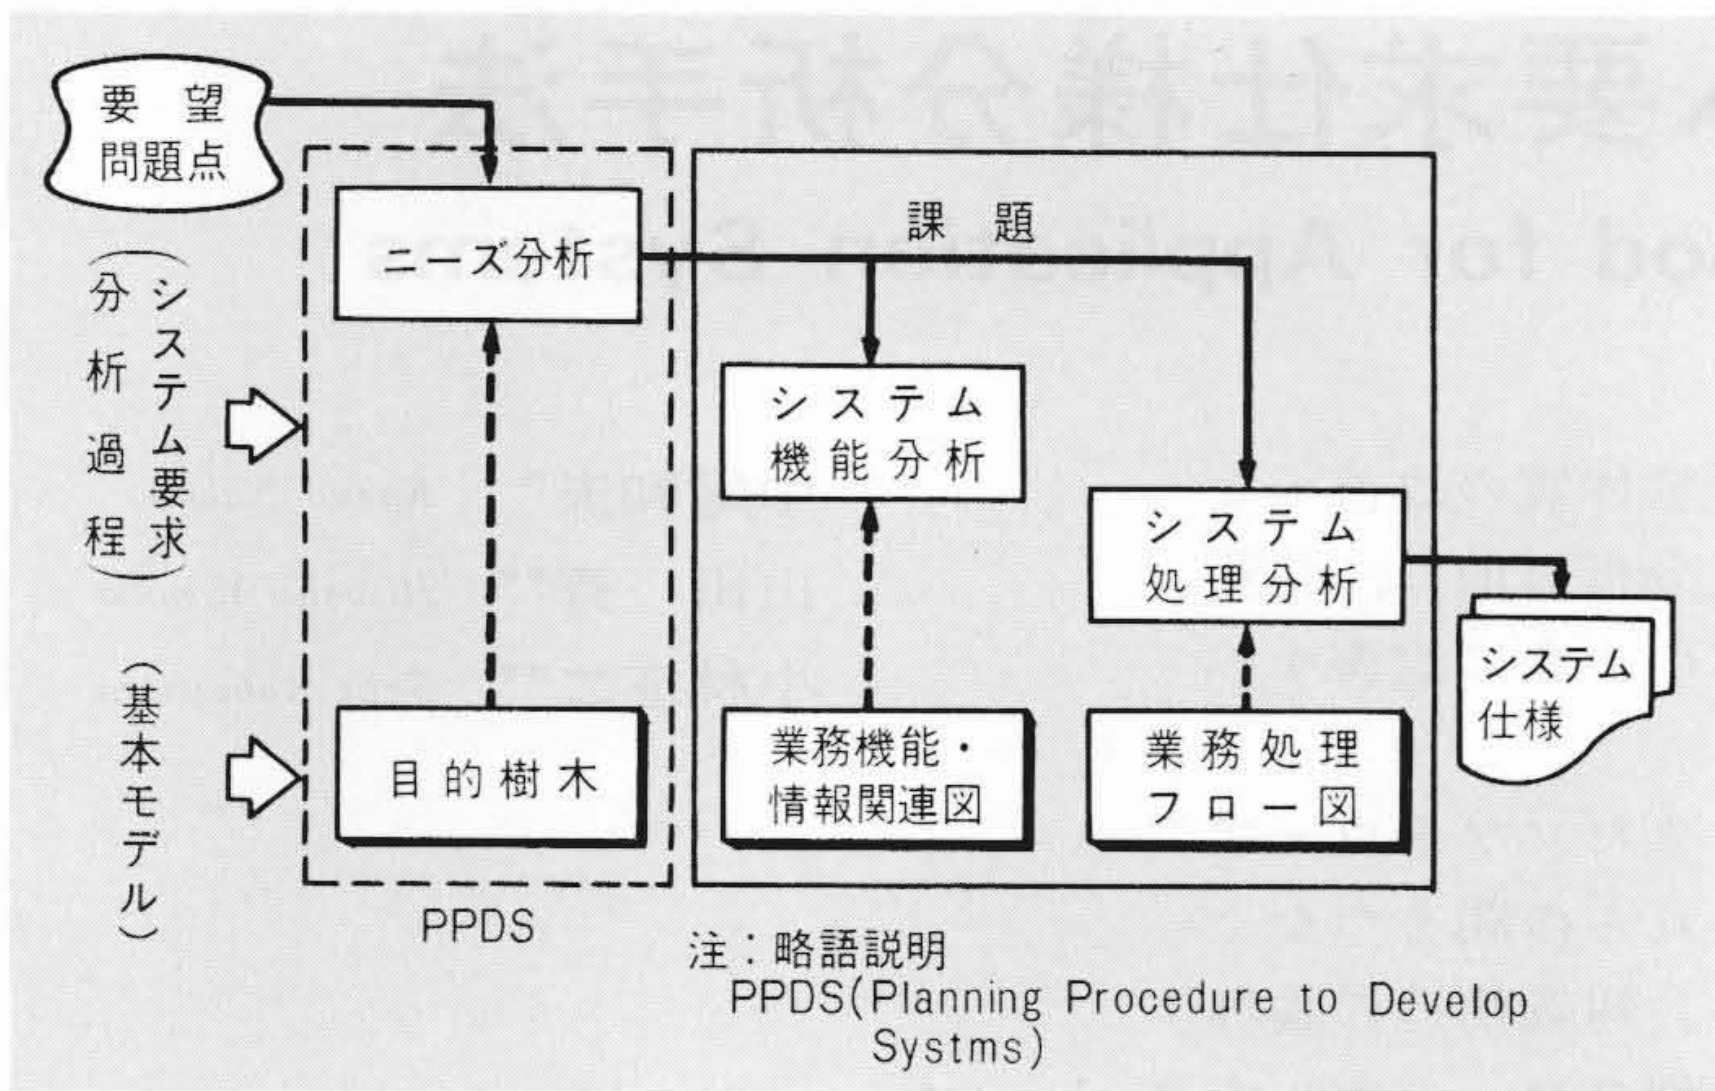 要 望
問題点
ニーズ分析
課 題
システム
機能分析
システム
処理分析
システム
仕様
(システム要求
分析過程)
(基本モデル)
目的樹木
業務機能・
情報関連図
業務処理
フロー図
PPDS
注：略語説明
PPDS(Planning Procedure to Develop
Systms)